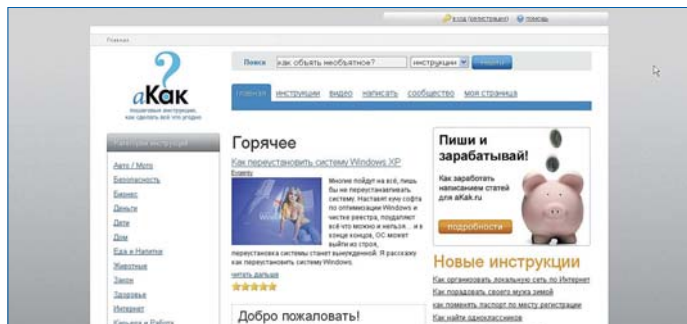 вход (регистрация) помощь
Главная
аКак
пошаговые инструкции,
как сделать всё что угодно
Поиск как объять необъятное? инструкции найти
главная инструкции видео написать сообщество моя страница
Категории инструкций
Авто / Мото
Безопасность
Бизнес
Деньги
Дети
Дом
Еда и Напитки
Животные
Закон
Здоровье
Интернет
Карьера и Работа
Горячее
Как переустановить систему Windows XP
Evgeniy
Многие пойдут на всё, лишь
бы не переустанавливать
систему. Наставят кучу софта
по оптимизации Windows и
чистке реестра, поудаляют
всё что можно и нельзя... и в
конце концов, ОС может
выйти из строя,
переустановка системы станет вынужденной. Я расскажу
как переустановить систему Windows.
читать дальше
Добро пожаловать!
Пиши и
зарабатывай!
Как заработать
написанием статей
для aKak.ru
подробности
Новые инструкции
Как организовать локальную сеть по Интернет
Как порадовать своего мужа зимой
как поменять паспорт по месту регистрации
Как найти одноклассников